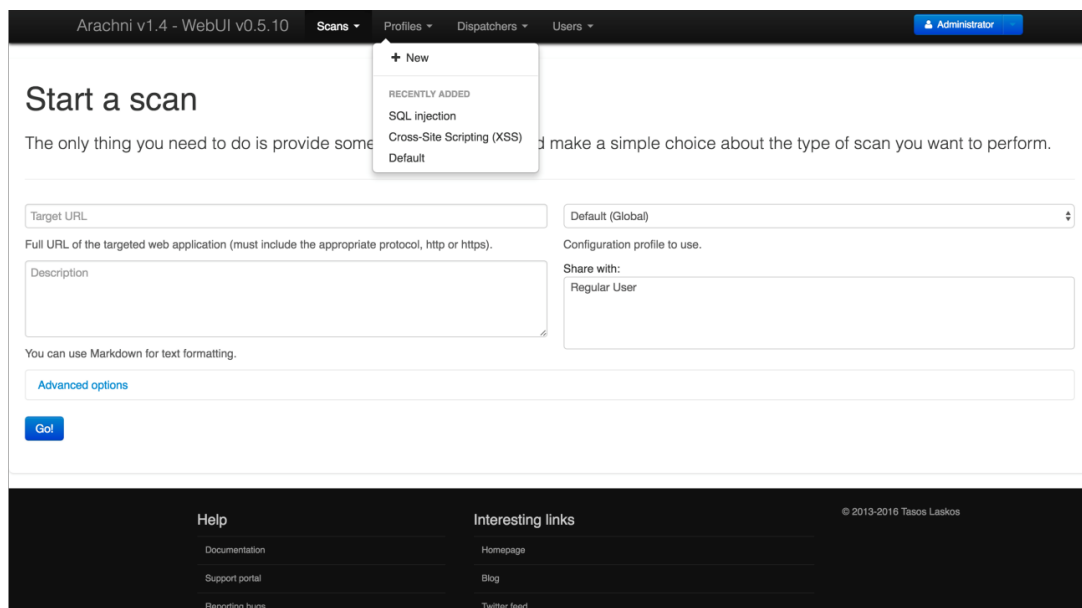 Arachni v1.4 - WebUI v0.5.10 Scans Profiles Dispatchers Users Administrator
New
RECENTLY ADDED
SQL injection
Cross-Site Scripting (XSS)
Default
Start a scan
The only thing you need to do is provide some d make a simple choice about the type of scan you want to perform.
Target URL
Default (Global)
Full URL of the targeted web application (must include the appropriate protocol, http or https).
Configuration profile to use.
Description
Share with:
Regular User
You can use Markdown for text formatting.
Advanced options
Go!
Help
Interesting links
© 2013-2016 Tasos Laskos
Documentation
Homepage
Support portal
Blog
Reporting bugs
Twitter feed